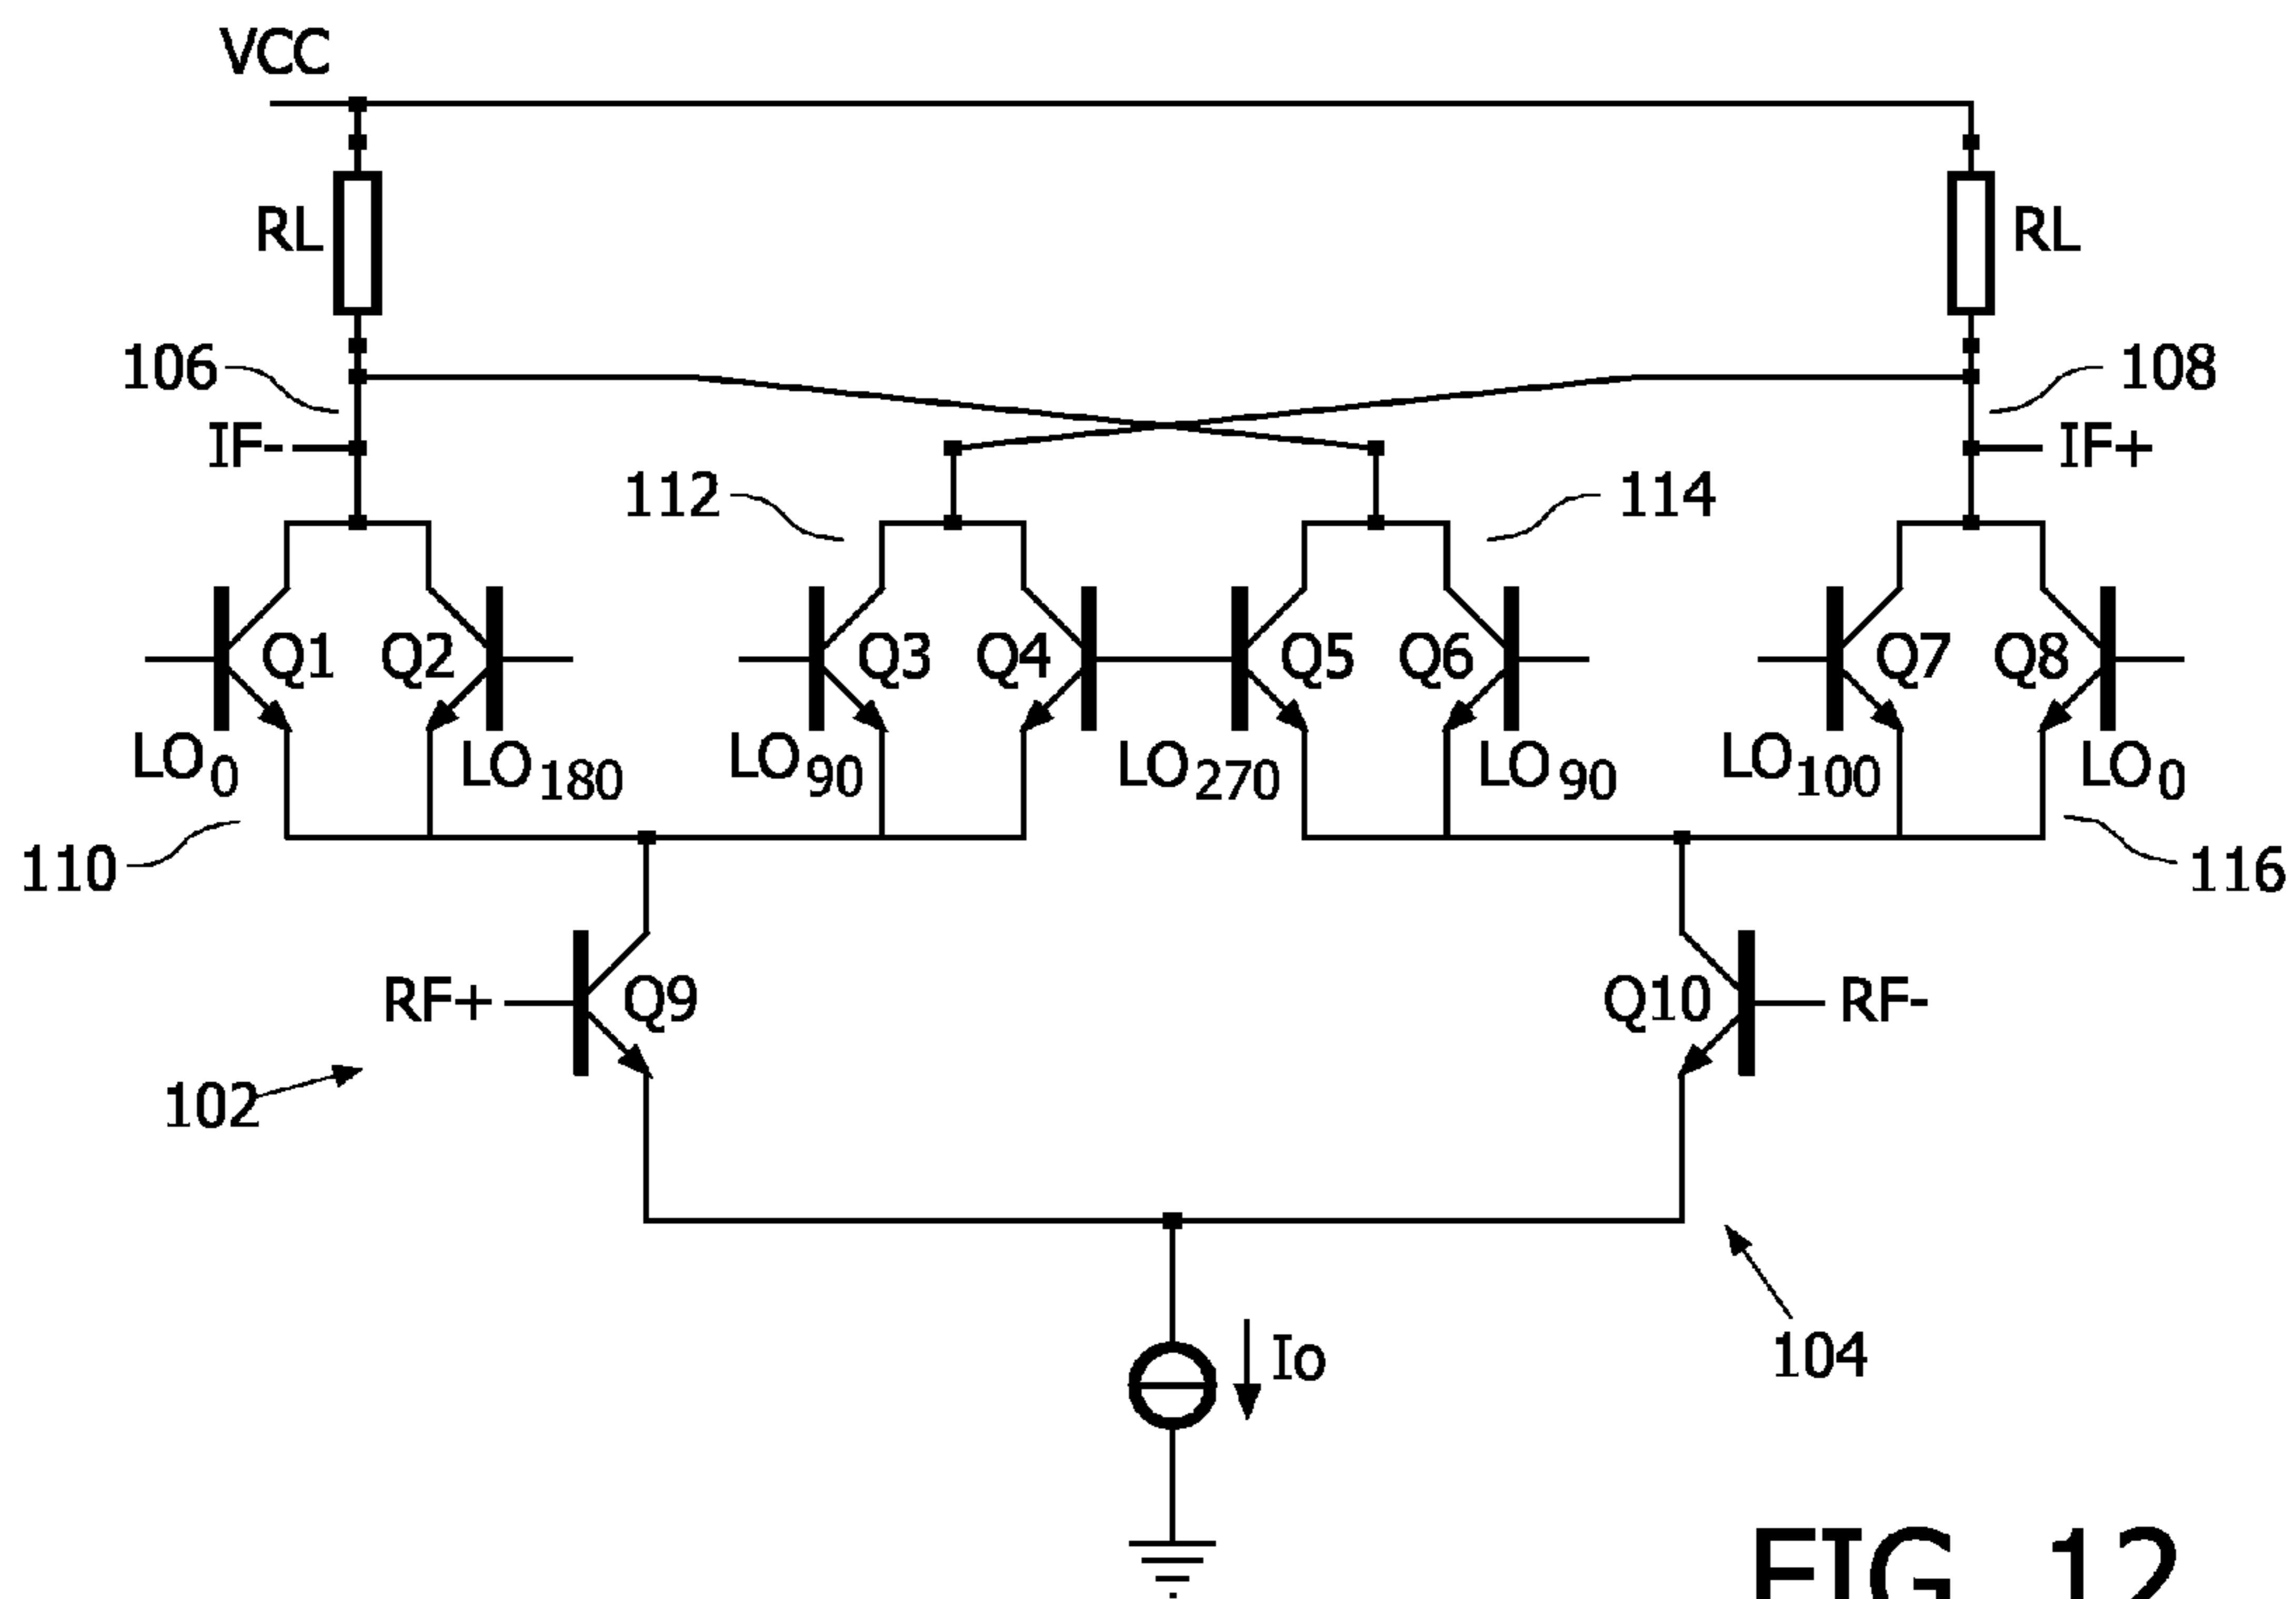 VCC
RL
RL
106
108
IF-
IF+
112
114
Q1
Q2
Q3
Q4
Q5
Q6
Q7
Q8
LO0
LO180
LO90
LO270
LO90
LO100
LO0
110
116
RF+
Q9
Q10
RF-
102
104
Io
FIG. 12